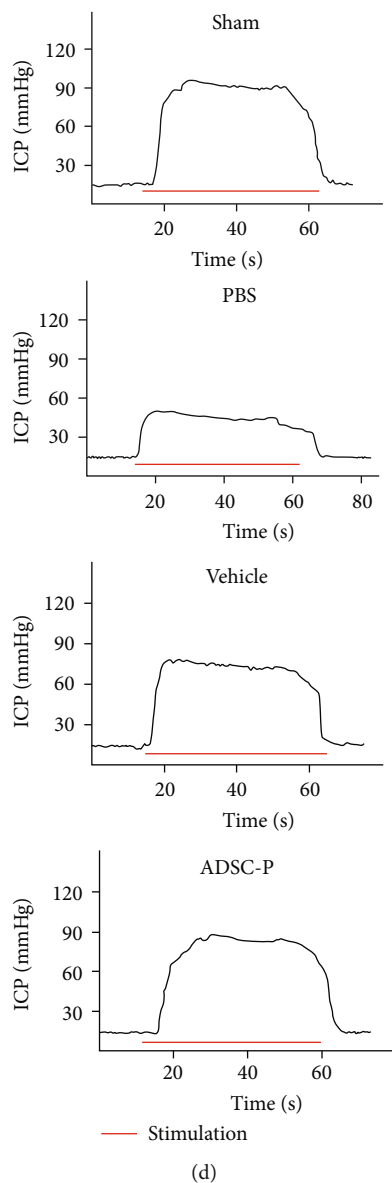 Sham
ICP (mmHg)
120
90
60
30
20 40 60
Time (s)
PBS
ICP (mmHg)
120
90
60
30
20 40 60 80
Time (s)
Vehicle
ICP (mmHg)
120
90
60
30
20 40 60
Time (s)
ADSC-P
ICP (mmHg)
120
90
60
30
20 40 60
Time (s)
Stimulation
(d)